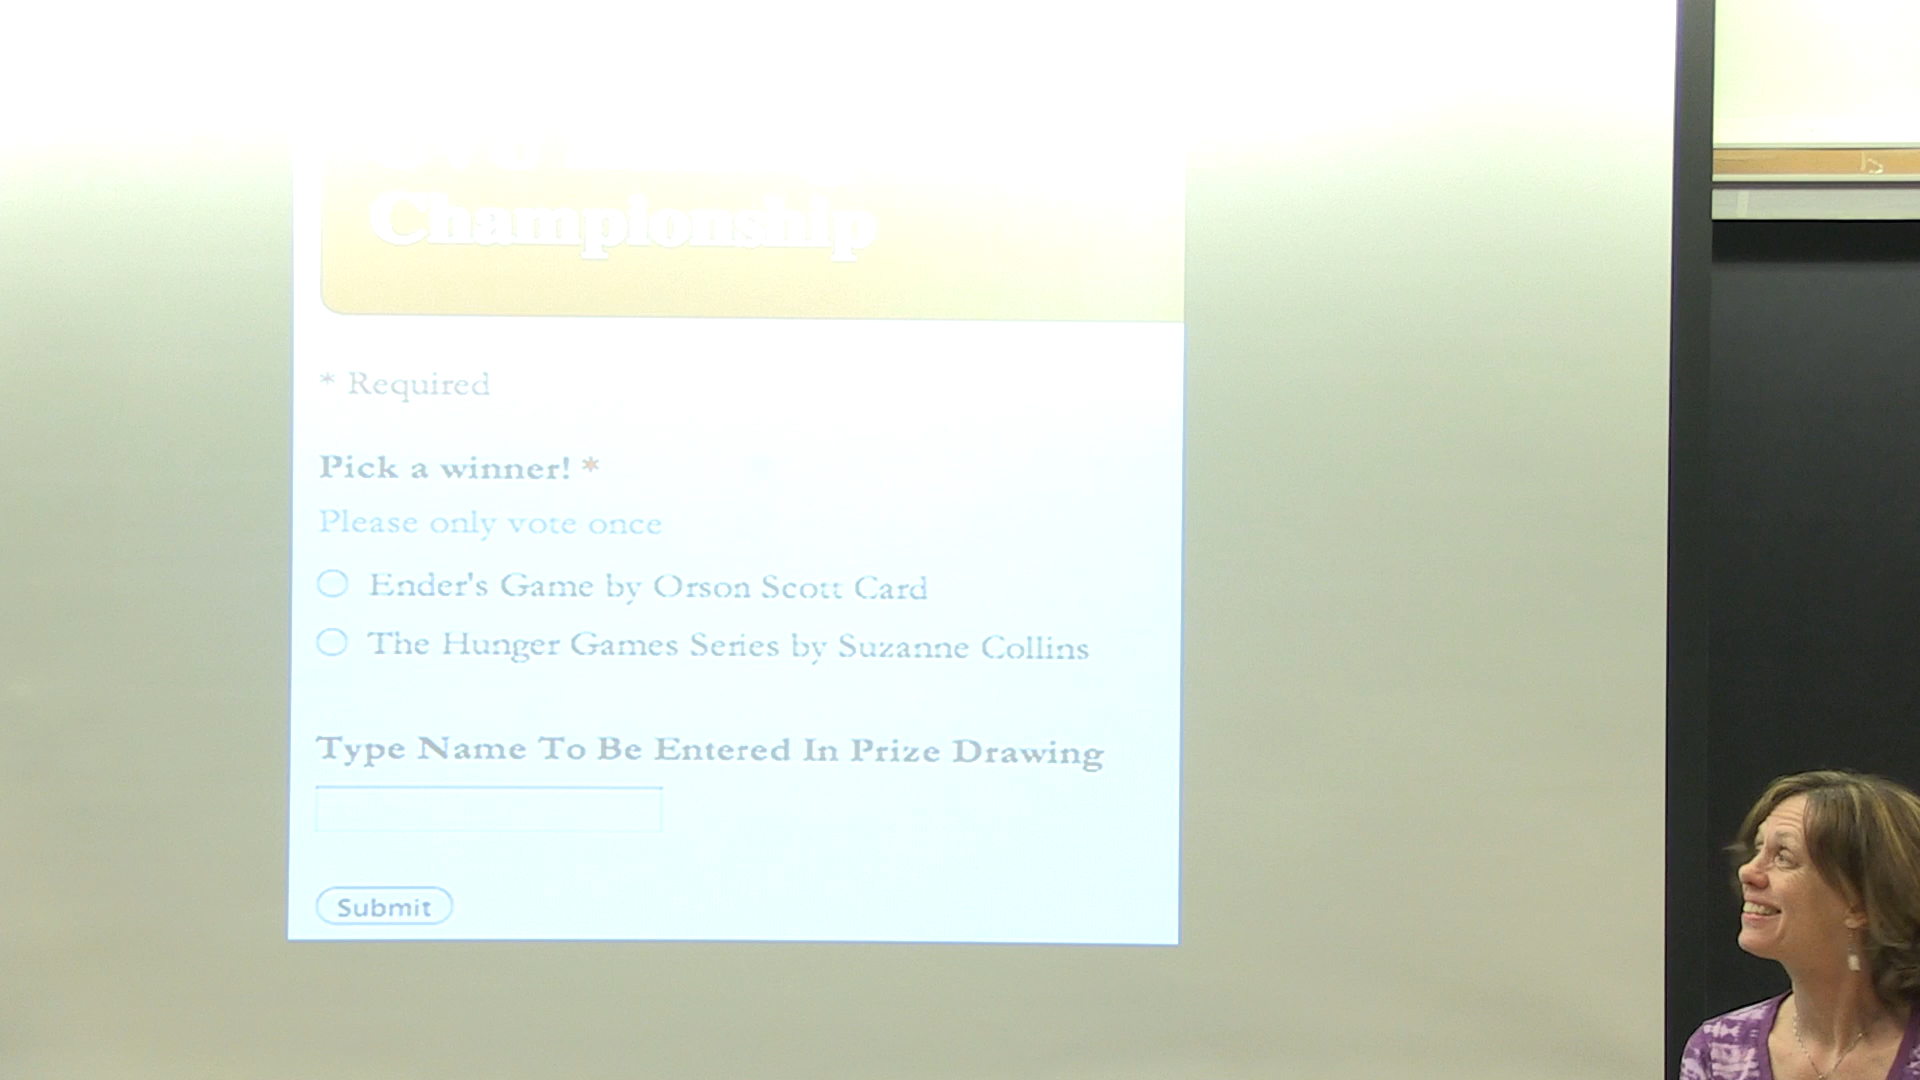 Championship
* Required
Pick a winner! *
Please only vote once
Ender's Game by Orson Scott Card
The Hunger Games Series by Suzanne Collins
Type Name To Be Entered In Prize Drawing
Submit